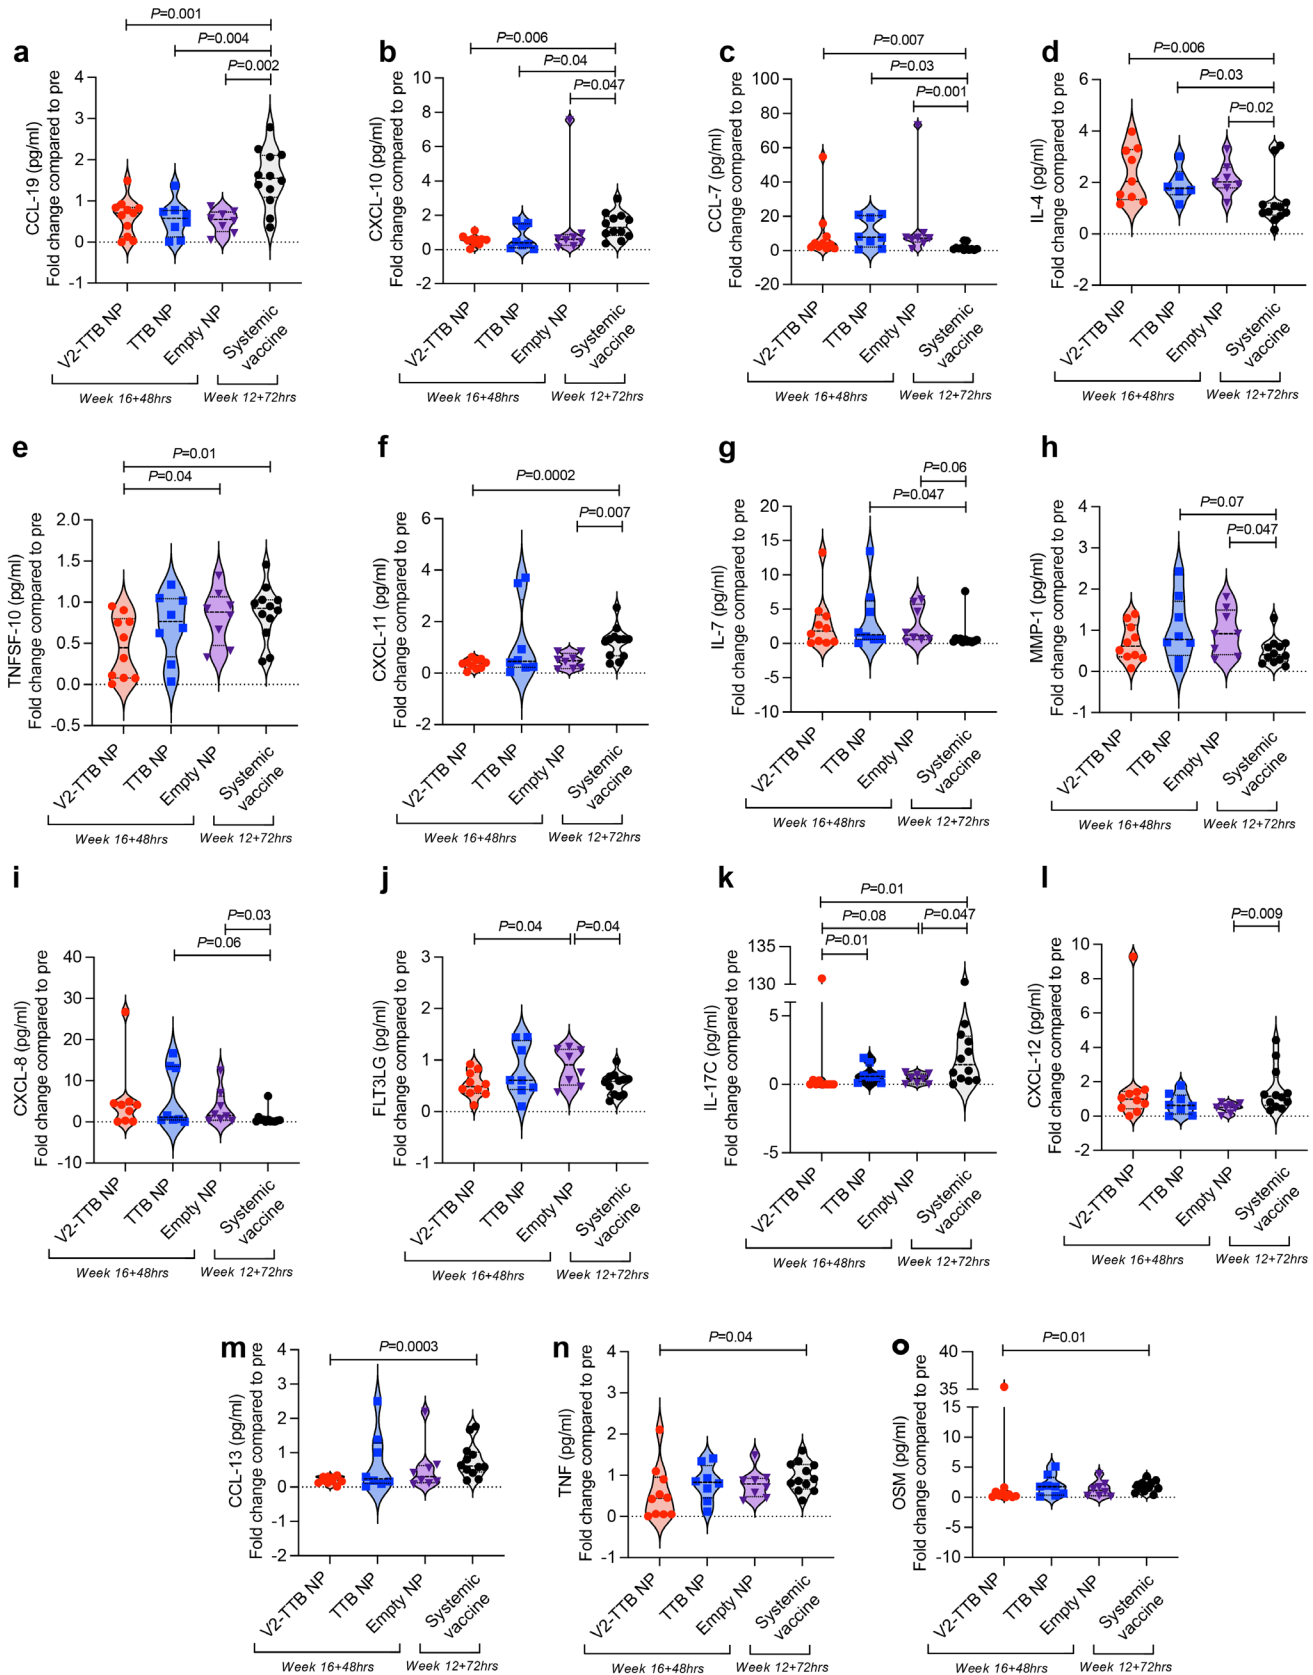 a
P=0.001
P=0.004
P=0.002
CCL-19 (pg/ml)
Fold change compared to pre
4
3
2
1
0
-1
V2-TTB NP
TTB NP
Empty NP
Systemic
vaccine
Week 16+48hrs
Week 12+72hrs
b
P=0.006
P=0.04
P=0.047
CXCL-10 (pg/ml)
Fold change compared to pre
10
8
6
4
2
0
-2
V2-TTB NP
TTB NP
Empty NP
Systemic
vaccine
Week 16+48hrs
Week 12+72hrs
c
P=0.007
P=0.03
P=0.001
CCL-7 (pg/ml)
Fold change compared to pre
100
80
60
40
20
0
-20
V2-TTB NP
TTB NP
Empty NP
Systemic
vaccine
Week 16+48hrs
Week 12+72hrs
d
P=0.006
P=0.03
P=0.02
IL-4 (pg/ml)
Fold change compared to pre
6
4
2
0
-2
V2-TTB NP
TTB NP
Empty NP
Systemic
vaccine
Week 16+48hrs
Week 12+72hrs
e
P=0.01
P=0.04
TNFSF-10 (pg/ml)
Fold change compared to pre
2.0
1.5
1.0
0.5
0.0
-0.5
V2-TTB NP
TTB NP
Empty NP
Systemic
vaccine
Week 16+48hrs
Week 12+72hrs
f
P=0.0002
P=0.007
CXCL-11 (pg/ml)
Fold change compared to pre
6
4
2
0
-2
V2-TTB NP
TTB NP
Empty NP
Systemic
vaccine
Week 16+48hrs
Week 12+72hrs
g
P=0.06
P=0.047
IL-7 (pg/ml)
Fold change compared to pre
20
15
10
5
0
-5
-10
V2-TTB NP
TTB NP
Empty NP
Systemic
vaccine
Week 16+48hrs
Week 12+72hrs
h
P=0.07
P=0.047
MMP-1 (pg/ml)
Fold change compared to pre
4
3
2
1
0
-1
V2-TTB NP
TTB NP
Empty NP
Systemic
vaccine
Week 16+48hrs
Week 12+72hrs
i
P=0.03
P=0.06
CXCL-8 (pg/ml)
Fold change compared to pre
40
30
20
10
0
-10
V2-TTB NP
TTB NP
Empty NP
Systemic
vaccine
Week 16+48hrs
Week 12+72hrs
j
P=0.04
P=0.04
FLT3LG (pg/ml)
Fold change compared to pre
3
2
1
0
-1
V2-TTB NP
TTB NP
Empty NP
Systemic
vaccine
Week 16+48hrs
Week 12+72hrs
k
P=0.01
P=0.08
P=0.047
P=0.01
IL-17C (pg/ml)
Fold change compared to pre
135
130
5
0
-5
V2-TTB NP
TTB NP
Empty NP
Systemic
vaccine
Week 16+48hrs
Week 12+72hrs
l
P=0.009
CXCL-12 (pg/ml)
Fold change compared to pre
10
8
6
4
2
0
-2
V2-TTB NP
TTB NP
Empty NP
Systemic
vaccine
Week 16+48hrs
Week 12+72hrs
m
P=0.0003
CCL-13 (pg/ml)
Fold change compared to pre
4
3
2
1
0
-1
-2
V2-TTB NP
TTB NP
Empty NP
Systemic
vaccine
Week 16+48hrs
Week 12+72hrs
n
P=0.04
TNF (pg/ml)
Fold change compared to pre
4
3
2
1
0
-1
V2-TTB NP
TTB NP
Empty NP
Systemic
vaccine
Week 16+48hrs
Week 12+72hrs
o
P=0.01
OSM (pg/ml)
Fold change compared to pre
40
35
15
10
5
0
-5
-10
V2-TTB NP
TTB NP
Empty NP
Systemic
vaccine
Week 16+48hrs
Week 12+72hrs